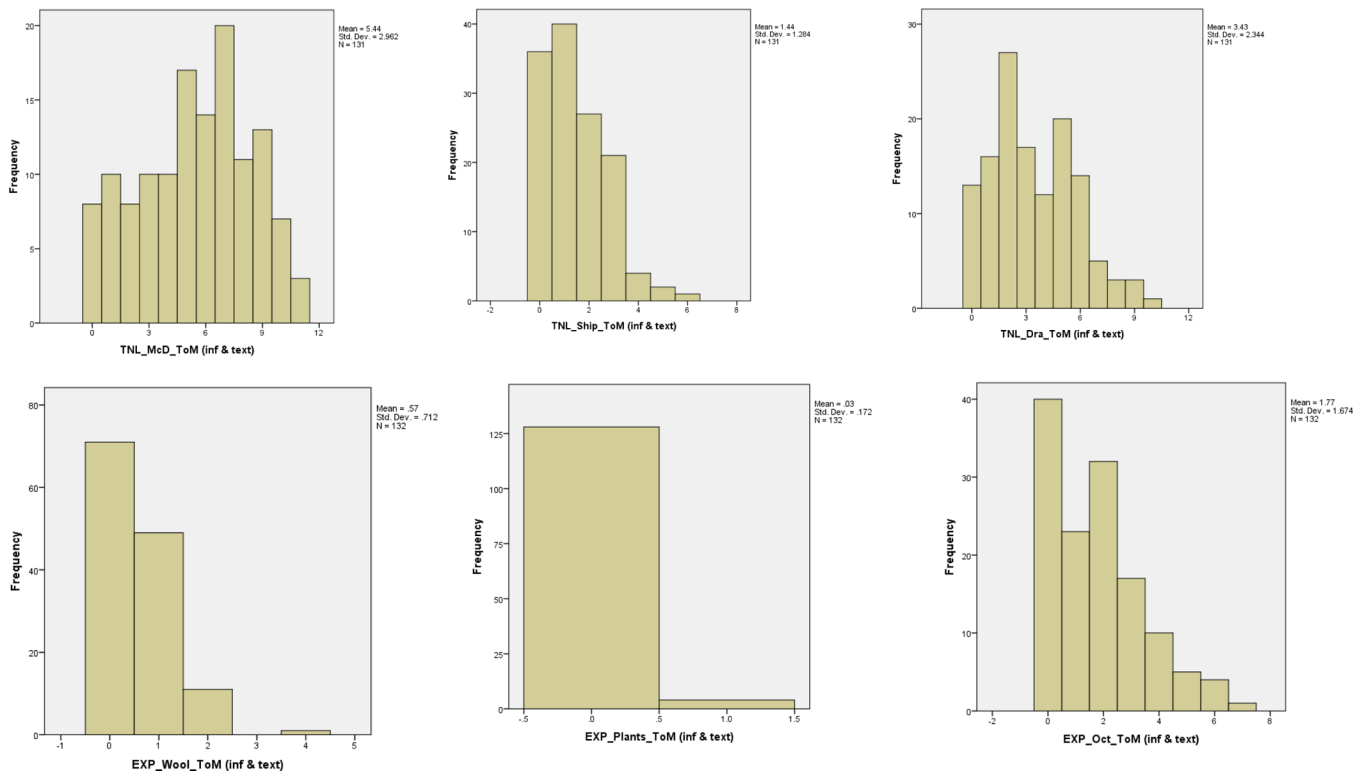 Mean = 5.44
Std. Dev. = 2.962
N = 131
Frequency
20
15
10
5
0
0 3 6 9 12
TNL_McD_ToM (inf & text)
Mean = 1.44
Std. Dev. = 1.284
N = 131
Frequency
40
30
20
10
0
-2 0 2 4 6 8
TNL_Ship_ToM (inf & text)
Mean = 3.43
Std. Dev. = 2.344
N = 131
Frequency
30
20
10
0
0 3 6 9 12
TNL_Dra_ToM (inf & text)
Mean = .57
Std. Dev. = .712
N = 132
Frequency
80
60
40
20
0
-1 0 1 2 3 4 5
EXP_Wool_ToM (inf & text)
Mean = .03
Std. Dev. = .172
N = 132
Frequency
125
100
75
50
25
0
-.5 .0 .5 1.0 1.5
EXP_Plants_ToM (inf & text)
Mean = 1.77
Std. Dev. = 1.674
N = 132
Frequency
40
30
20
10
0
-2 0 2 4 6 8
EXP_Oct_ToM (inf & text)